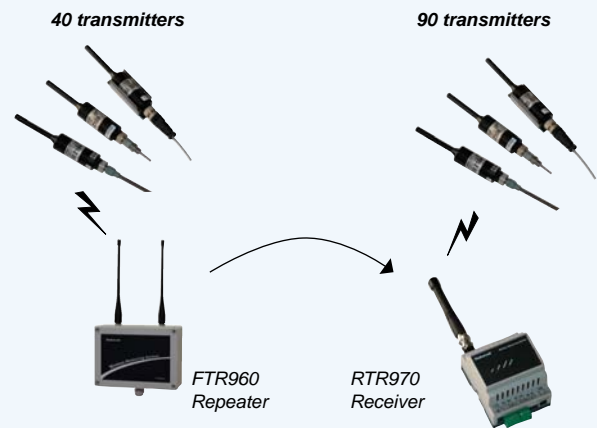 40 transmitters
90 transmitters
FTR960
Repeater
RTR970
Receiver